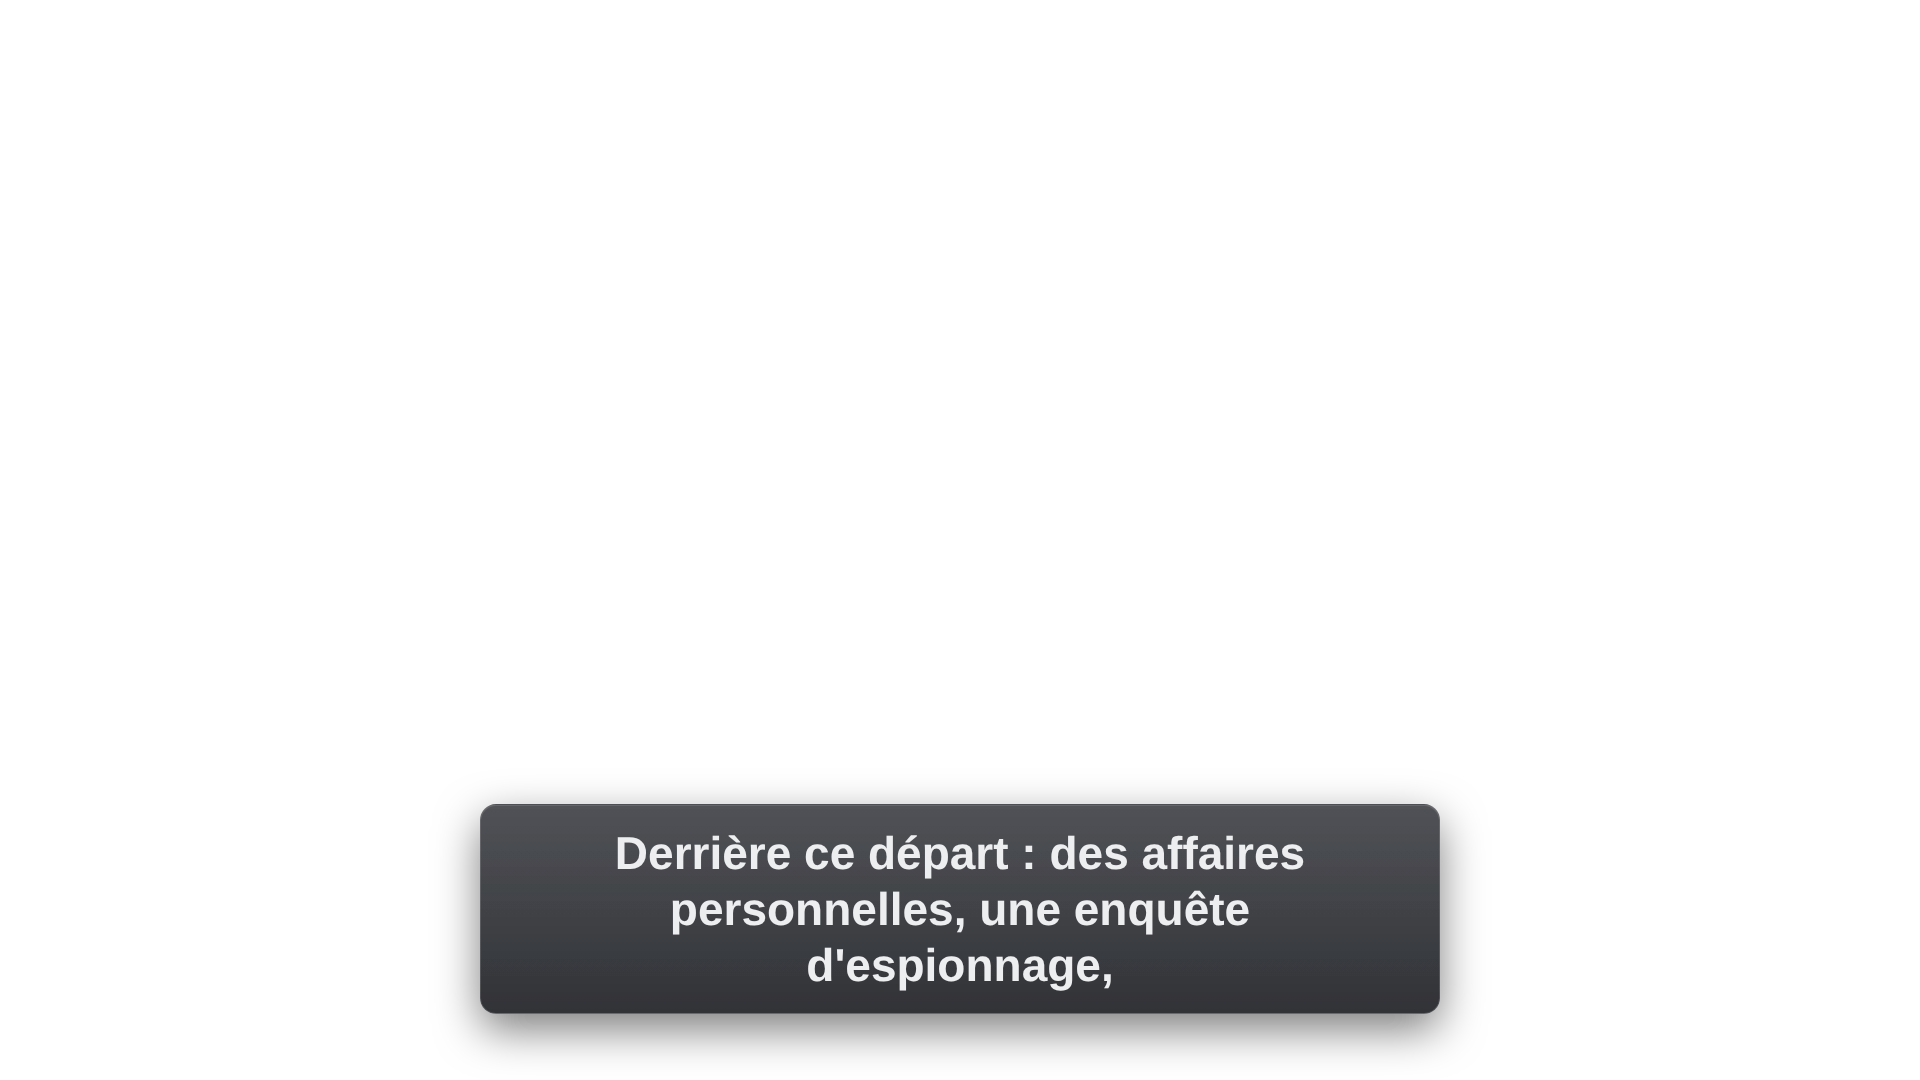 Derrière ce départ : des affaires
personnelles, une enquête
d'espionnage,